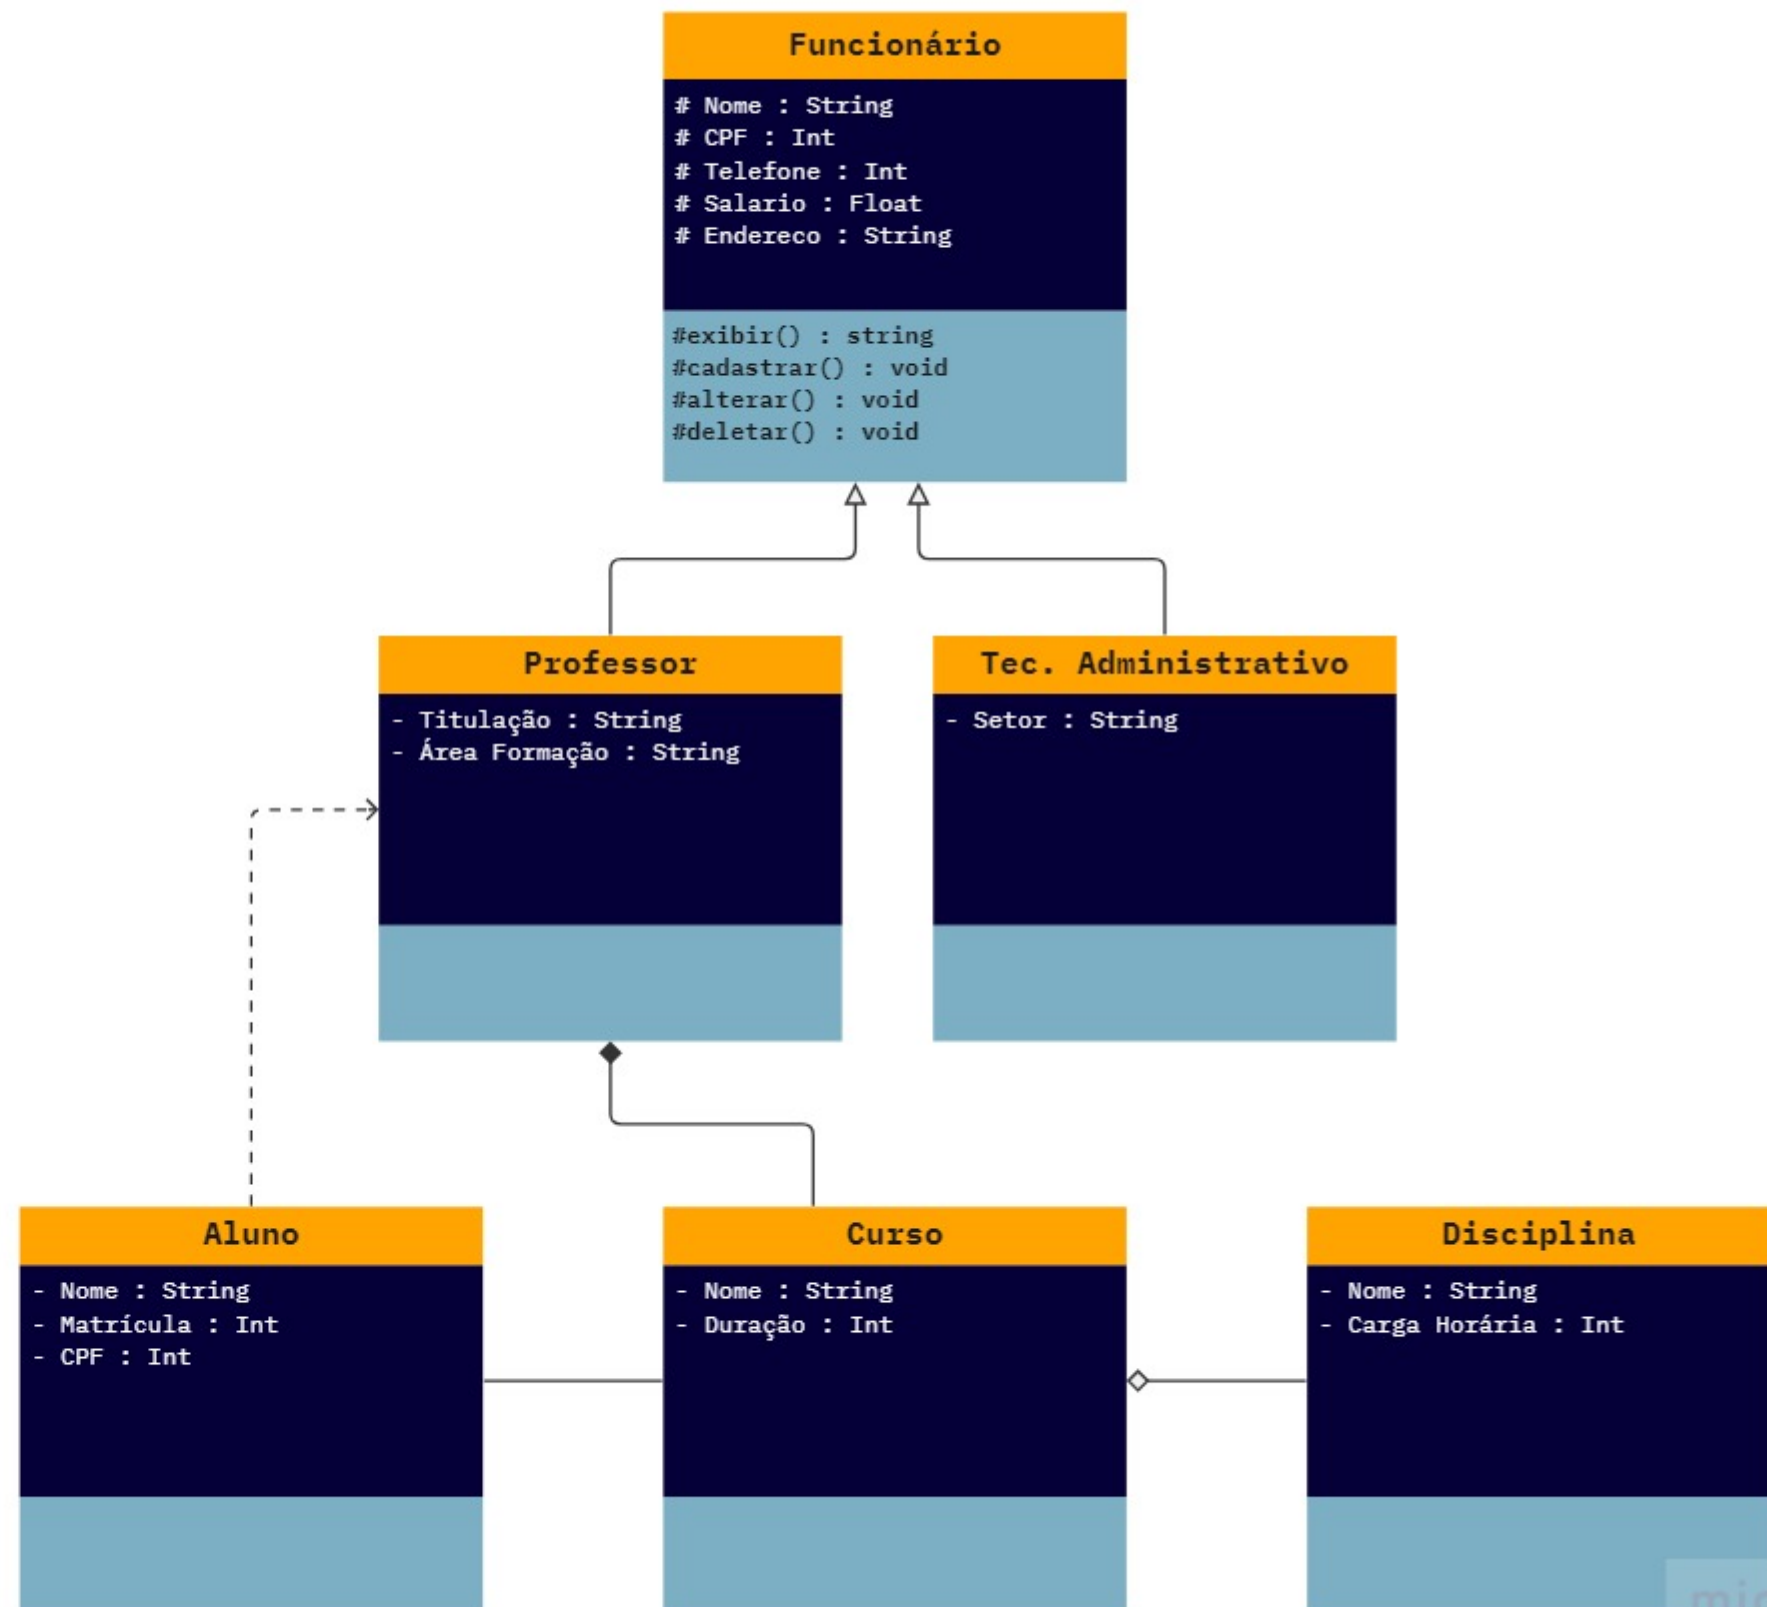 Funcionário
# Nome : String
# CPF : Int
# Telefone : Int
# Salario : Float
# Endereco : String
#exibir() : string
#cadastrar() : void
#alterar() : void
#deletar() : void
Professor
- Titulação : String
- Área Formação : String
Tec. Administrativo
- Setor : String
Aluno
- Nome : String
- Matrícula : Int
- CPF : Int
Curso
- Nome : String
- Duração : Int
Disciplina
- Nome : String
- Carga Horária : Int